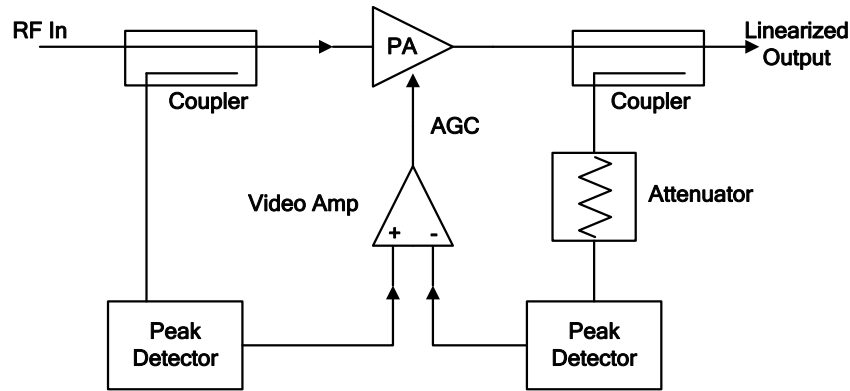 RF In
PA
Linearized
Output
Coupler
Coupler
AGC
Video Amp
Attenuator
+ -
Peak
Detector
Peak
Detector